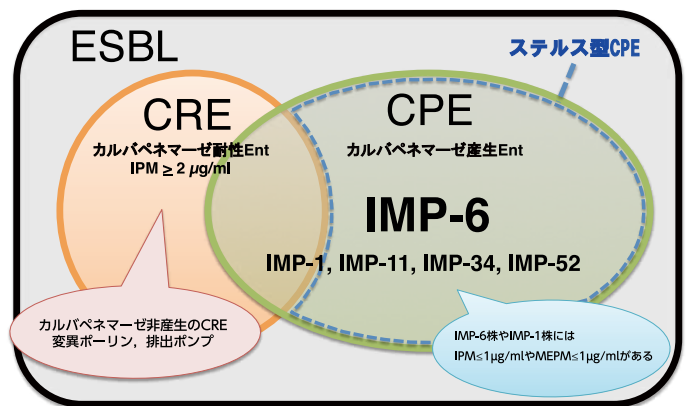 ESBL
ステルス型CPE
CRE
カルバペネマーゼ耐性Ent
IPM ≥ 2 μg/ml
CPE
カルバペネマーゼ産生Ent
IMP-6
IMP-1, IMP-11, IMP-34, IMP-52
カルバペネマーゼ非産生のCRE
変異ポーリン，排出ポンプ
IMP-6株やIMP-1株には
IPM≤1μg/mlやMEPM≤1μg/mlがある